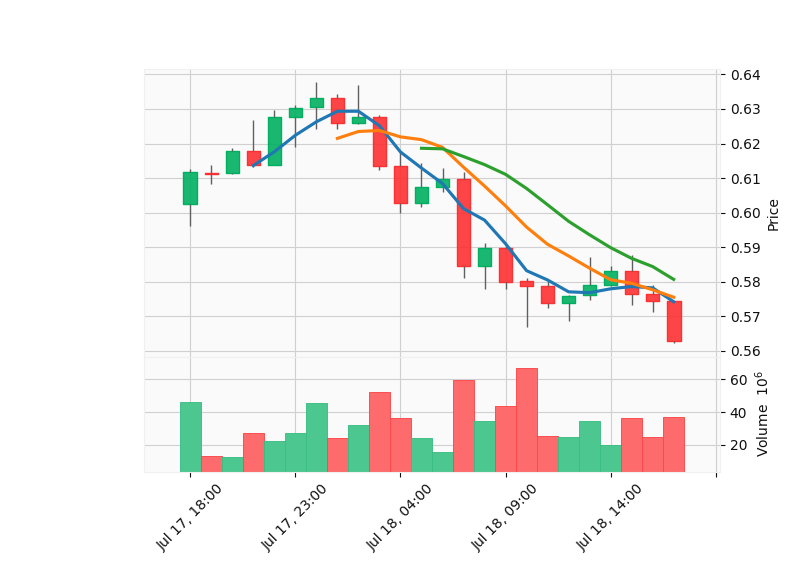 0.64
0.63
0.62
0.61
0.60
0.59
0.58
0.57
0.56
Price
60
40
20
Volume 10⁶
Jul 17, 18:00
Jul 17, 23:00
Jul 18, 04:00
Jul 18, 09:00
Jul 18, 14:00